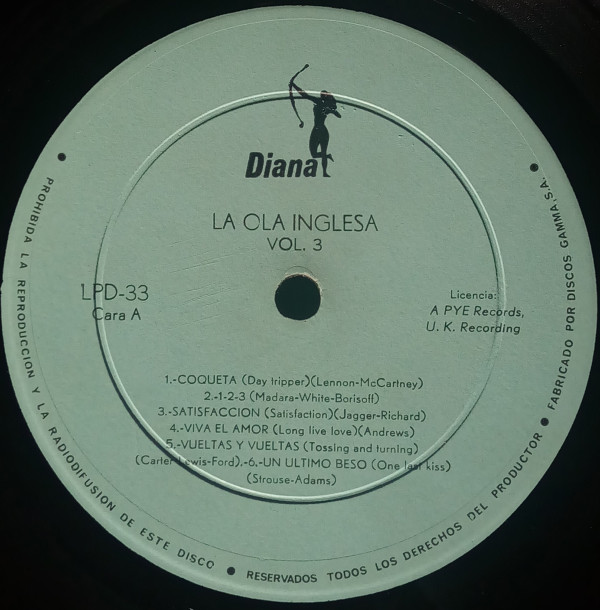 Diana
LA OLA INGLESA
VOL. 3
LPD-33
Cara A
Licencia:
A PYE Records,
U. K. Recording
1.-COQUETA (Day tripper)(Lennon-McCartney)
2.-1-2-3 (Madara-White-Borisoff)
3.-SATISFACCION (Satisfaction)(Jagger-Richard)
4.-VIVA EL AMOR (Long live love)(Andrews)
5.-VUELTAS Y VUELTAS (Tossing and turning)
(Carter-Lewis-Ford).-6.-UN ULTIMO BESO (One last kiss)
(Strouse-Adams)
PROHIBIDA LA REPRODUCCION Y LA RADIODIFUSION DE ESTE DISCO ● RESERVADOS TODOS LOS DERECHOS DEL PRODUCTOR ● FABRICADO POR DISCOS GAMMA, S.A.